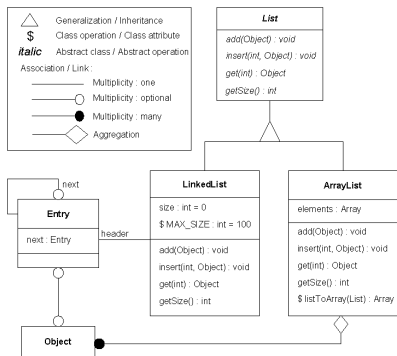 Generalization / Inheritance
$ Class operation / Class attribute
italic Abstract class / Abstract operation
Association / Link :
Multiplicity : one
Multiplicity : optional
Multiplicity : many
Aggregation
List
add(Object) : void
insert(int, Object) : void
get(int) : Object
getSize() : int
next
Entry
next : Entry
header
LinkedList
size : int = 0
$ MAX_SIZE : int = 100
add(Object) : void
insert(int, Object) : void
get(int) : Object
getSize() : int
ArrayList
elements : Array
add(Object) : void
insert(int, Object) : void
get(int) : Object
getSize() : int
$ listToArray(List) : Array
Object